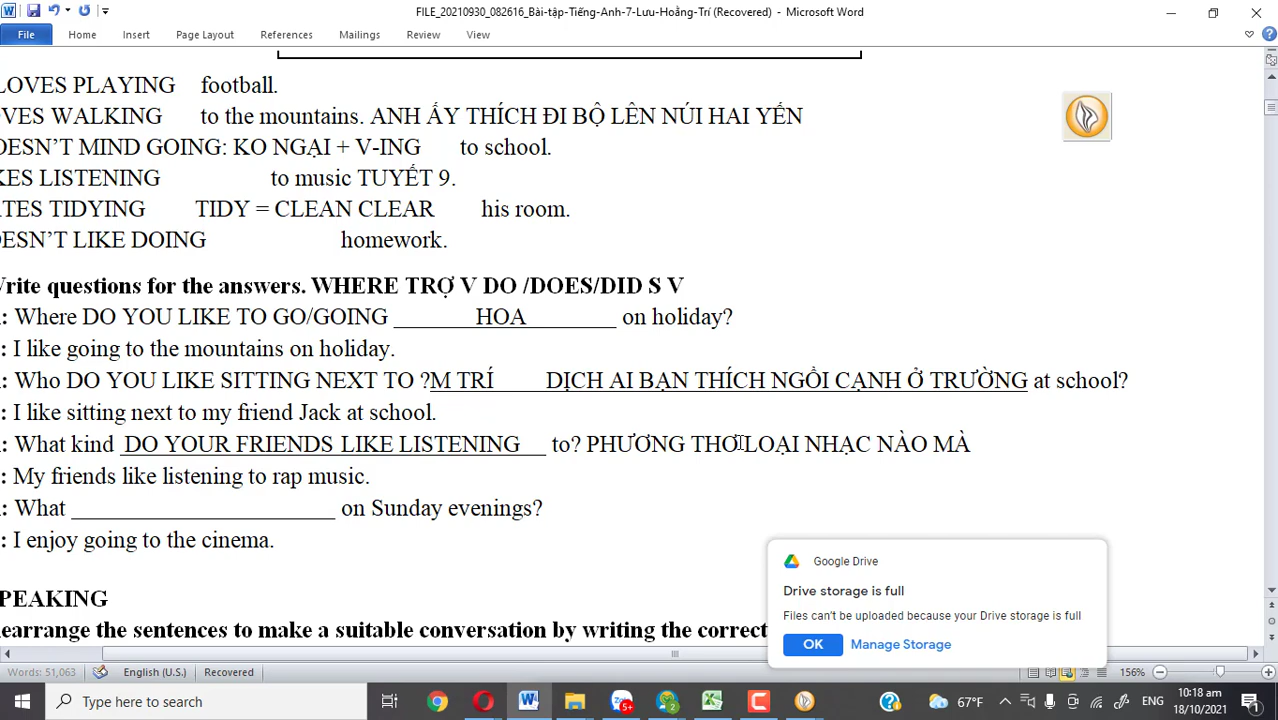 FILE_20210930_082616_Bài-tập-Tiếng-Anh-7-Lưu-Hoằng-Trí (Recovered) - Microsoft Word
File Home Insert Page Layout References Mailings Review View
LOVES PLAYING football.
VES WALKING to the mountains. ANH ẤY THÍCH ĐI BỘ LÊN NÚI HAI YẾN
OESN'T MIND GOING: KO NGẠI + V-ING to school.
KES LISTENING to music TUYẾT 9.
ATES TIDYING TIDY = CLEAN CLEAR his room.
OESN'T LIKE DOING homework.
Write questions for the answers. WHERE TRỢ V DO /DOES/DID S V
: Where DO YOU LIKE TO GO/GOING HOA on holiday?
: I like going to the mountains on holiday.
: Who DO YOU LIKE SITTING NEXT TO ?M TRÍ DỊCH AI BẠN THÍCH NGỒI CẠNH Ở TRƯỜNG at school?
: I like sitting next to my friend Jack at school.
: What kind DO YOUR FRIENDS LIKE LISTENING to? PHƯƠNG THƠ LOẠI NHẠC NÀO MÀ
: My friends like listening to rap music.
: What ____ on Sunday evenings?
: I enjoy going to the cinema.
PEAKING
earrange the sentences to make a suitable conversation by writing the correct
Google Drive
Drive storage is full
Files can't be uploaded because your Drive storage is full
OK Manage Storage
Words: 51,063 English (U.S.) Recovered 156%
Type here to search 5+ 2 67°F ENG 10:18 am
18/10/2021 1